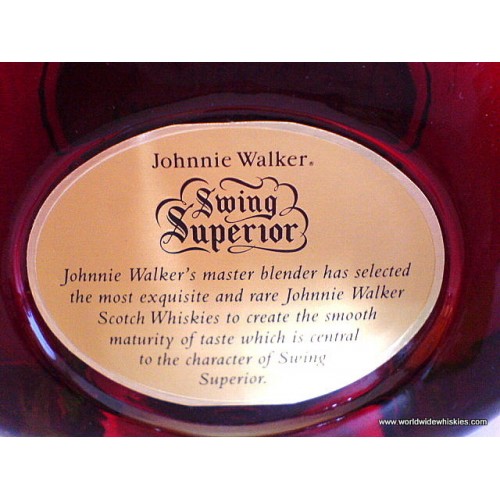 Johnnie Walker®
Swing
Superior
Johnnie Walker's master blender has selected
the most exquisite and rare Johnnie Walker
Scotch Whiskies to create the smooth
maturity of taste which is central
to the character of Swing
Superior.
www.worldwidewhiskies.com